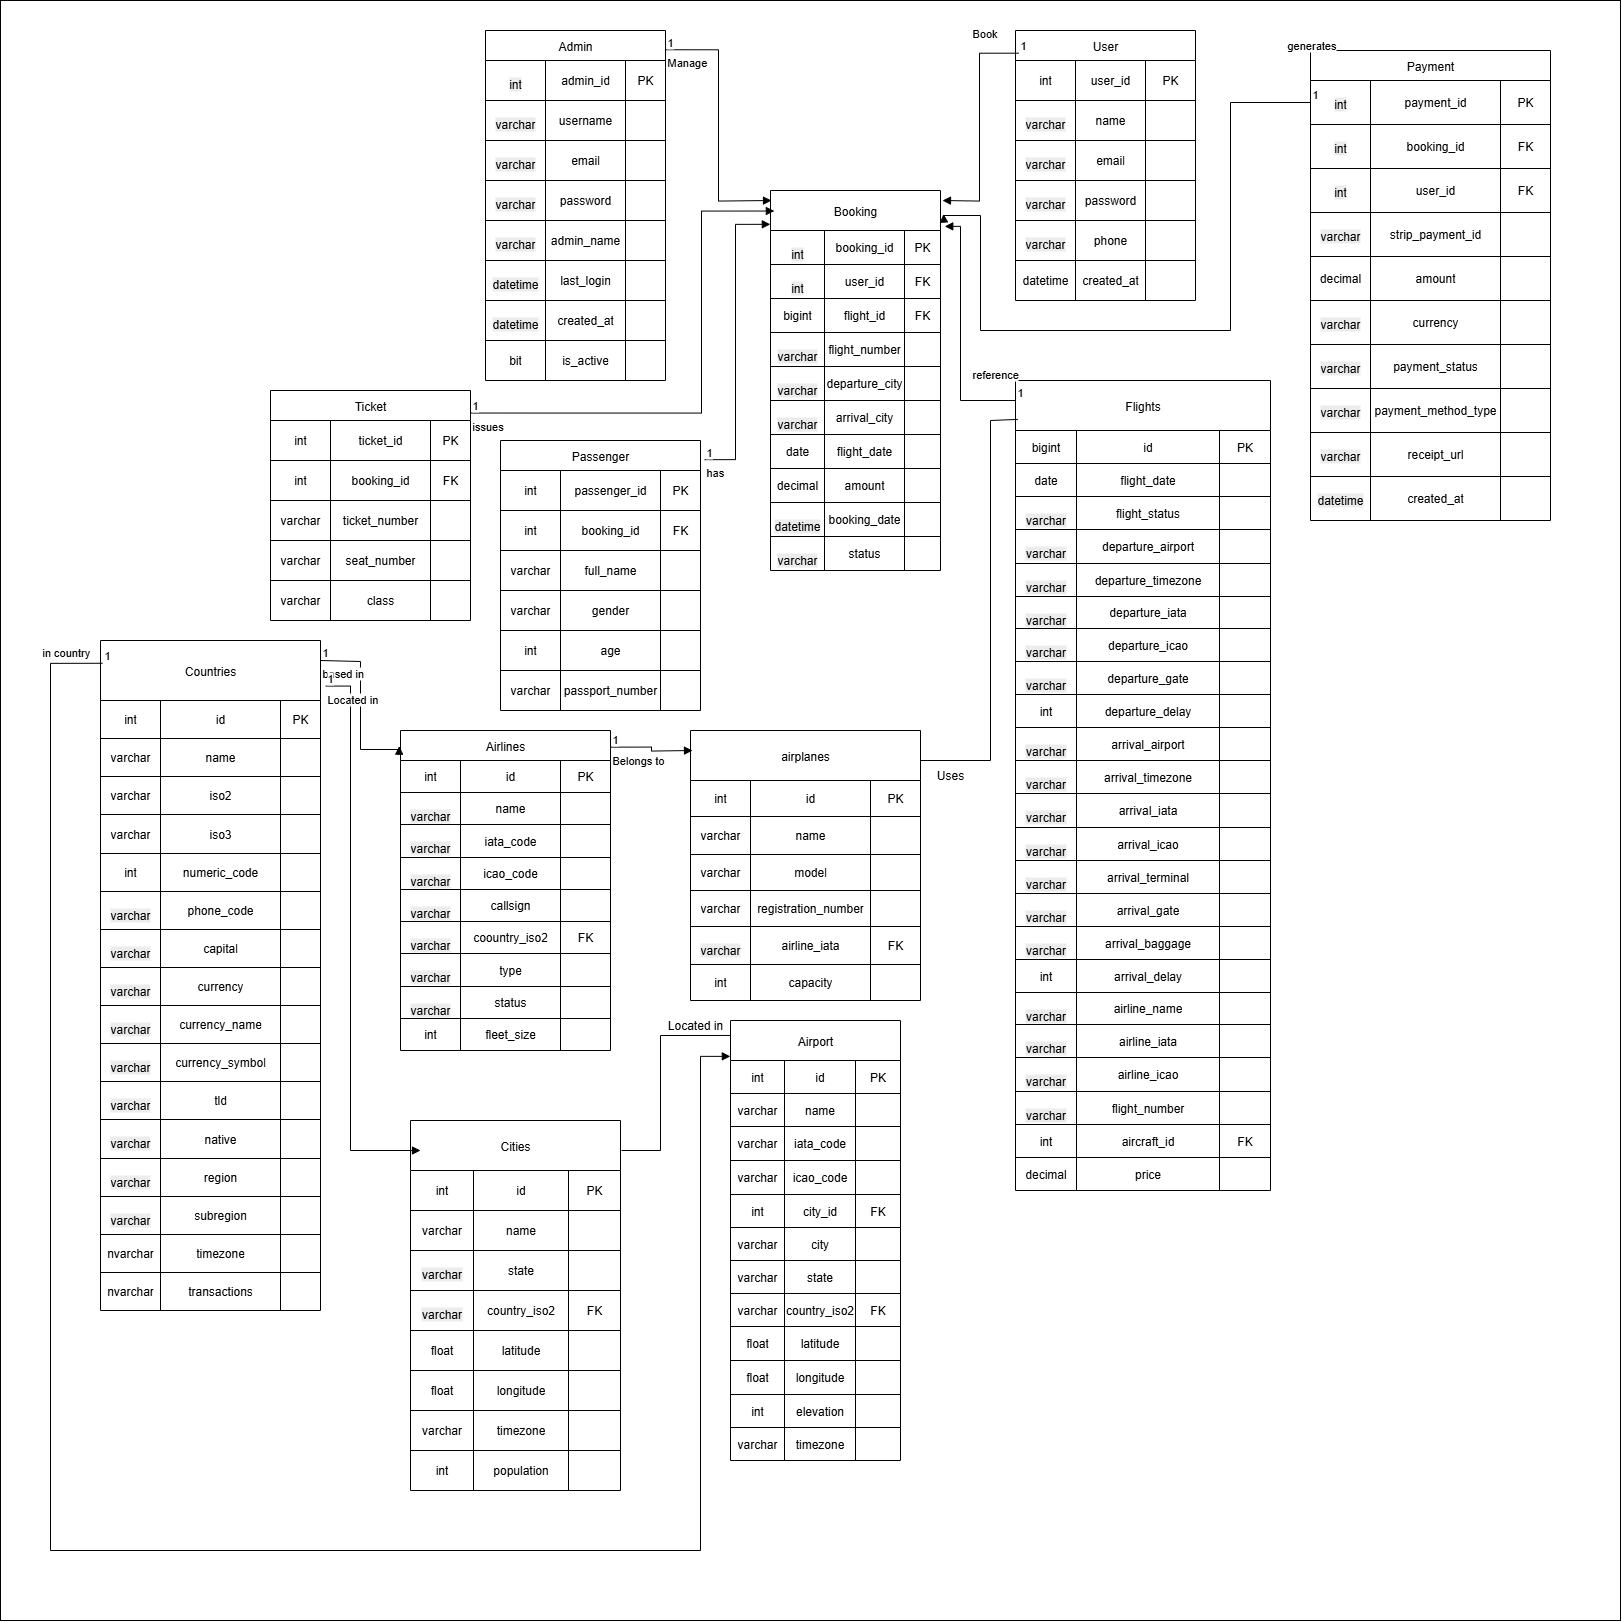 Admin
1
Manage
int admin_id PK
varchar username
varchar email
varchar password
varchar admin_name
datetime last_login
datetime created_at
bit is_active
Book
1
User
int user_id PK
varchar name
varchar email
varchar password
varchar phone
datetime created_at
generates
Payment
1
int payment_id PK
int booking_id FK
int user_id FK
varchar strip_payment_id
decimal amount
varchar currency
varchar payment_status
varchar payment_method_type
varchar receipt_url
datetime created_at
Booking
int booking_id PK
int user_id FK
bigint flight_id FK
varchar flight_number
varchar departure_city
varchar arrival_city
date flight_date
decimal amount
datetime booking_date
varchar status
Ticket
1
issues
int ticket_id PK
int booking_id FK
varchar ticket_number
varchar seat_number
varchar class
Passenger
1
has
int passenger_id PK
int booking_id FK
varchar full_name
varchar gender
int age
varchar passport_number
reference
1
Flights
bigint id PK
date flight_date
varchar flight_status
varchar departure_airport
varchar departure_timezone
varchar departure_iata
varchar departure_icao
varchar departure_gate
int departure_delay
varchar arrival_airport
varchar arrival_timezone
varchar arrival_iata
varchar arrival_icao
varchar arrival_terminal
varchar arrival_gate
varchar arrival_baggage
int arrival_delay
varchar airline_name
varchar airline_iata
varchar airline_icao
varchar flight_number
int aircraft_id FK
decimal price
in country
1
Countries
1
based in
1
Located in
int id PK
varchar name
varchar iso2
varchar iso3
int numeric_code
varchar phone_code
varchar capital
varchar currency
varchar currency_name
varchar currency_symbol
varchar tld
varchar native
varchar region
varchar subregion
nvarchar timezone
nvarchar transactions
Airlines
1
Belongs to
int id PK
varchar name
varchar iata_code
varchar icao_code
varchar callsign
varchar coountry_iso2 FK
varchar type
varchar status
int fleet_size
airplanes
Uses
int id PK
varchar name
varchar model
varchar registration_number
varchar airline_iata FK
int capacity
Located in
Airport
int id PK
varchar name
varchar iata_code
varchar icao_code
int city_id FK
varchar city
varchar state
varchar country_iso2 FK
float latitude
float longitude
int elevation
varchar timezone
Cities
int id PK
varchar name
varchar state
varchar country_iso2 FK
float latitude
float longitude
varchar timezone
int population